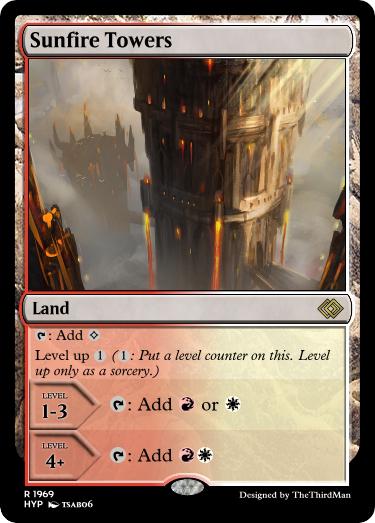 Sunfire Towers
Land
: Add
Level up 1 (1: Put a level counter on this. Level
up only as a sorcery.)
LEVEL
1-3
: Add or
LEVEL
4+
: Add
R 1969
HYP TSABO6
Designed by TheThirdMan